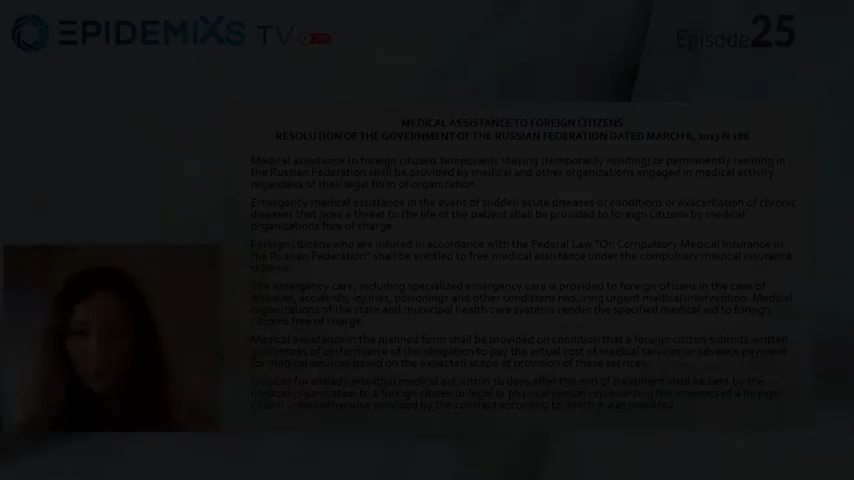 EPIDEMIXS TV
Episode 25
MEDICAL ASSISTANCE TO FOREIGN CITIZENS
RESOLUTION OF THE GOVERNMENT OF THE RUSSIAN FEDERATION DATED MARCH 6, 2013 N 186
Medical assistance to foreign citizens temporarily staying (temporarily residing) or permanently residing in
the Russian Federation shall be provided by medical and other organizations engaged in medical activity
regardless of their legal form of organization.
Emergency medical assistance in the event of sudden acute diseases or conditions or exacerbation of chronic
diseases that pose a threat to the life of the patient shall be provided to foreign citizens by medical
organizations free of charge.
Foreign citizens who are insured in accordance with the Federal Law "On Compulsory Medical Insurance in
the Russian Federation" shall be entitled to free medical assistance under the compulsory medical insurance
scheme.
The emergency care, including specialized emergency care is provided to foreign citizens in the case of
diseases, accidents, injuries, poisonings and other conditions requiring urgent medical intervention. Medical
organizations of the state and municipal health care systems render the specified medical aid to foreign
citizens free of charge.
Medical assistance in the planned form shall be provided on condition that a foreign citizen submits written
guarantees of performance of the obligation to pay the actual cost of medical services or advance payment
for medical services based on the expected scope of provision of these services.
Invoices for already provided medical aid within 10 days after the end of treatment shall be sent by the
medical organization to a foreign citizen or legal or physical person representing the interests of a foreign
citizen, unless otherwise provided by the contract according to which it was provided.